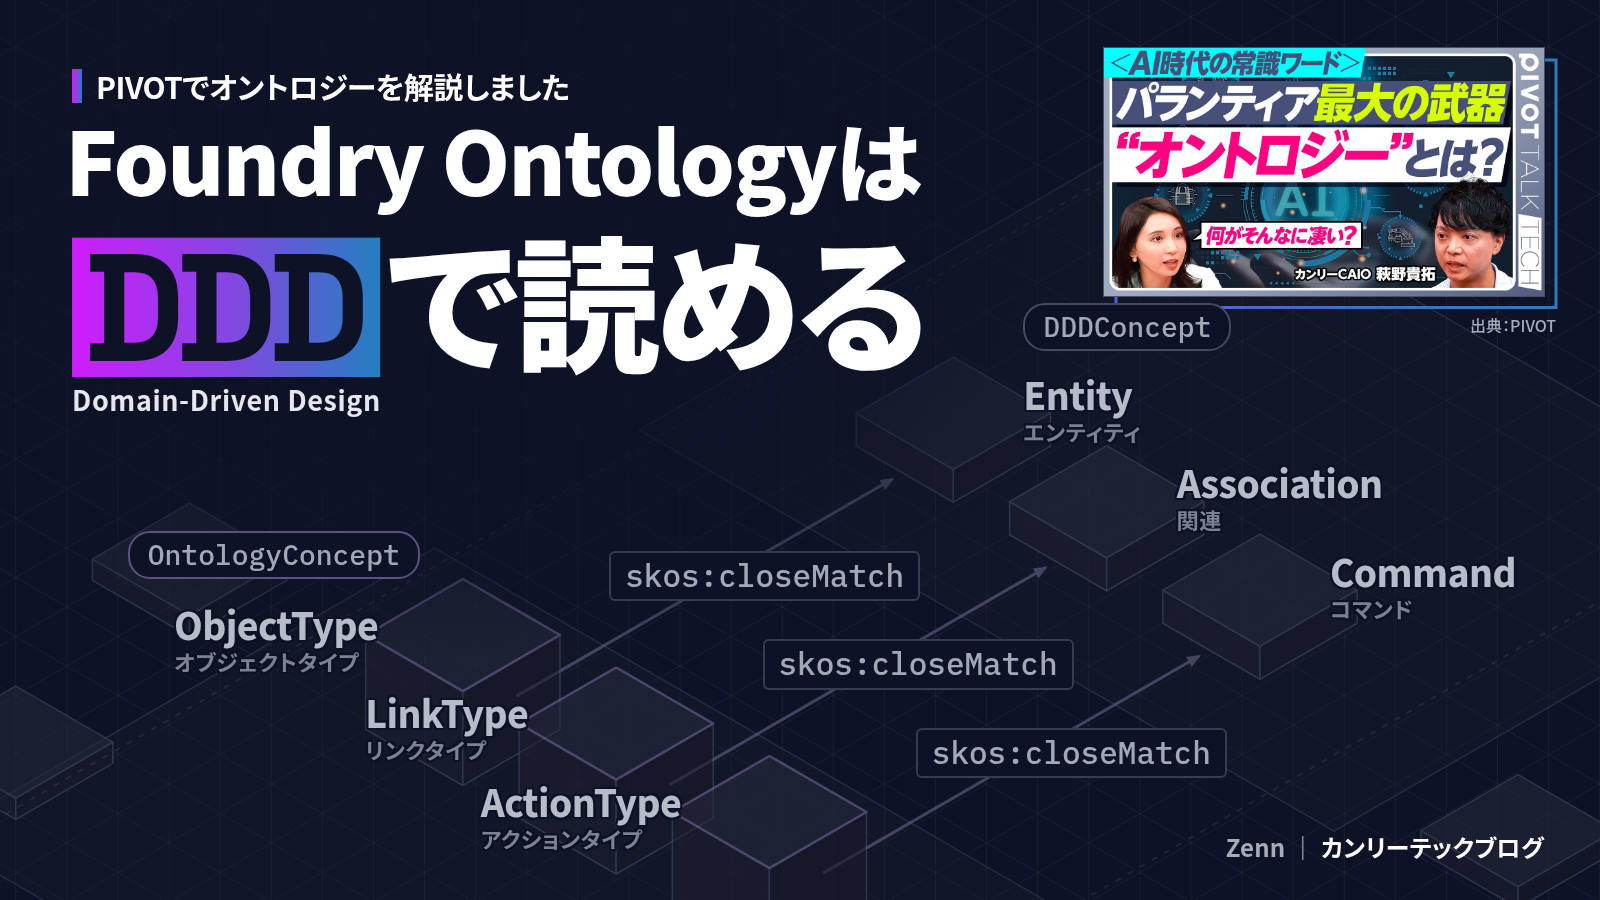 PIVOTでオントロジーを解説しました
Foundry Ontologyは
DDDで読める
Domain-Driven Design
<AI時代の常識ワード>
パランティア最大の武器
“オントロジー”とは?
AI
何がそんなに凄い?
カンリーCAIO 萩野貴拓
PIVOT TALK TECH
出典：PIVOT
DDDConcept
Entity
エンティティ
Association
関連
Command
コマンド
OntologyConcept
ObjectType
オブジェクトタイプ
LinkType
リンクタイプ
ActionType
アクションタイプ
skos:closeMatch
skos:closeMatch
skos:closeMatch
Zenn | カンリーテックブログ